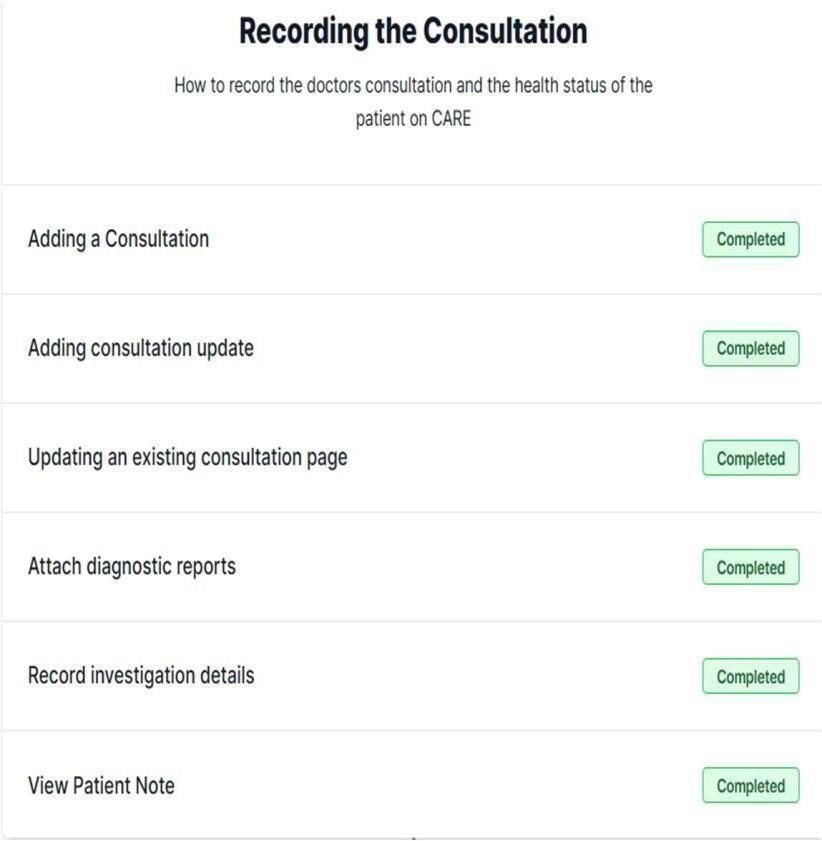 Recording the Consultation
How to record the doctors consultation and the health status of the
patient on CARE
Adding a Consultation
Completed
Adding consultation update
Completed
Updating an existing consultation page
Completed
Attach diagnostic reports
Completed
Record investigation details
Completed
View Patient Note
Completed